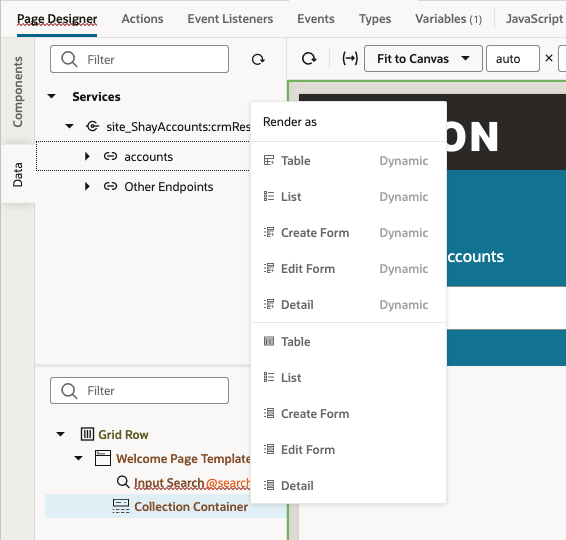 Page Designer Actions Event Listeners Events Types Variables (1) JavaScript
Components
Data
Filter
Fit to Canvas auto ×
Services
site_ShayAccounts:crmRes
accounts
Other Endpoints
Render as
Table Dynamic
List Dynamic
Create Form Dynamic
Edit Form Dynamic
Detail Dynamic
Table
List
Create Form
Edit Form
Detail
ON
ccounts
Filter
Grid Row
Welcome Page Template
Input Search @search
Collection Container